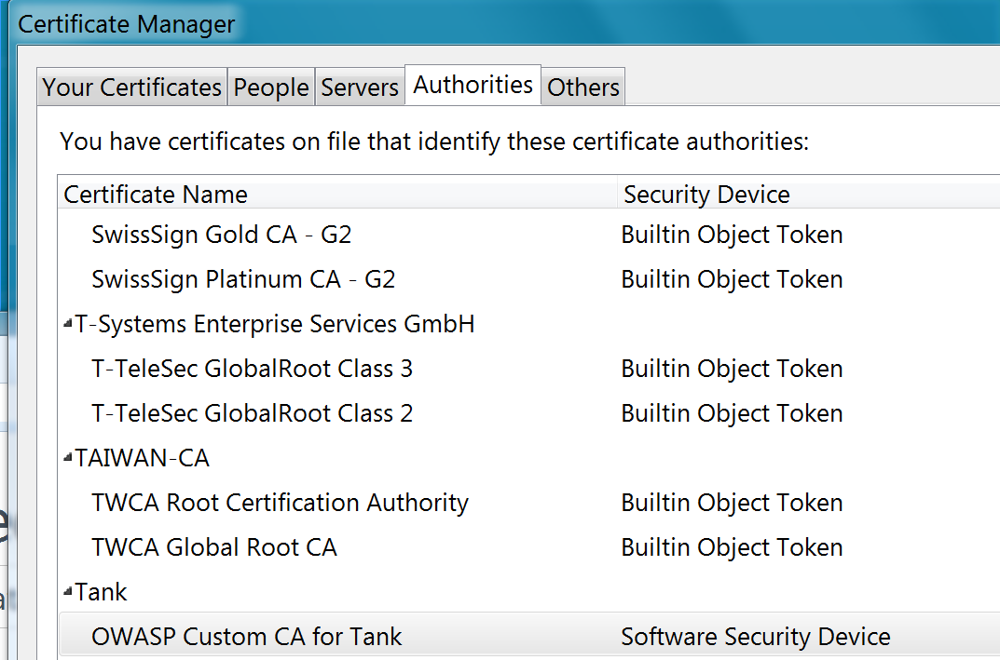 Certificate Manager
Your Certificates People Servers Authorities Others
You have certificates on file that identify these certificate authorities:
Certificate Name Security Device
SwissSign Gold CA - G2 Builtin Object Token
SwissSign Platinum CA - G2 Builtin Object Token
T-Systems Enterprise Services GmbH
T-TeleSec GlobalRoot Class 3 Builtin Object Token
T-TeleSec GlobalRoot Class 2 Builtin Object Token
TAIWAN-CA
TWCA Root Certification Authority Builtin Object Token
TWCA Global Root CA Builtin Object Token
Tank
OWASP Custom CA for Tank Software Security Device